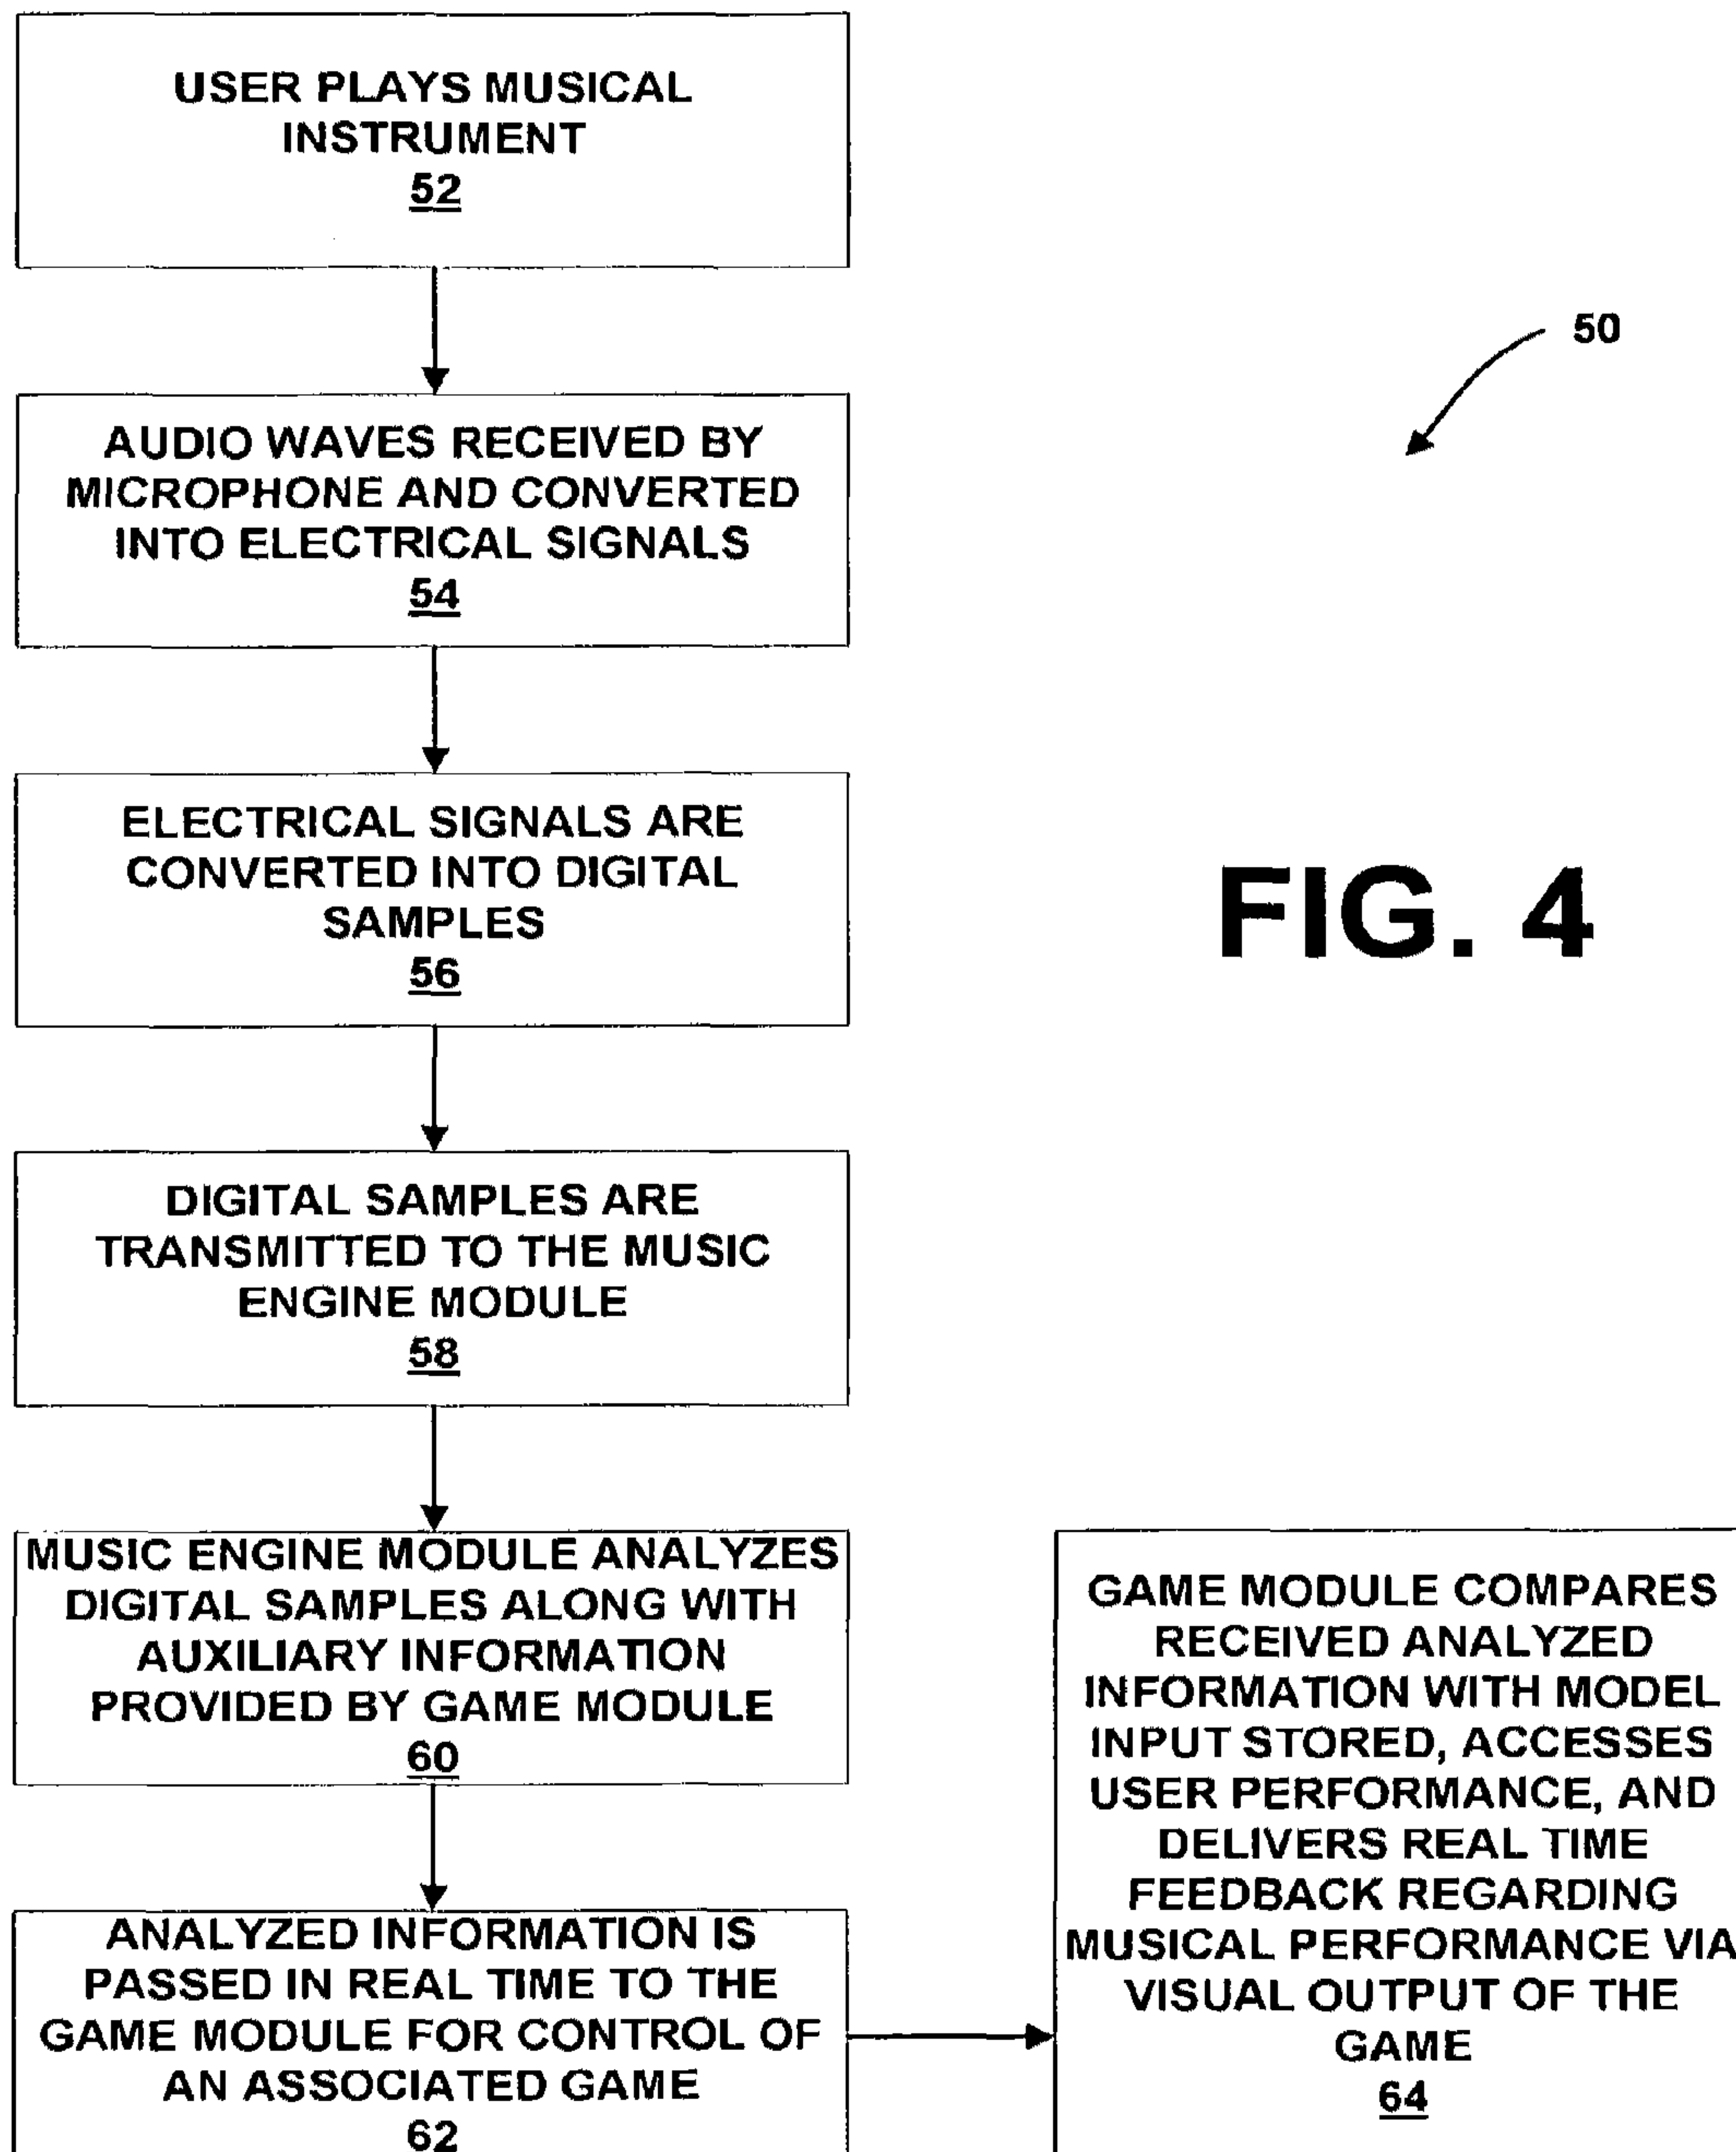 USER PLAYS MUSICAL
INSTRUMENT
52
50
AUDIO WAVES RECEIVED BY
MICROPHONE AND CONVERTED
INTO ELECTRICAL SIGNALS
54
ELECTRICAL SIGNALS ARE
CONVERTED INTO DIGITAL
SAMPLES
56
FIG. 4
DIGITAL SAMPLES ARE
TRANSMITTED TO THE MUSIC
ENGINE MODULE
58
MUSIC ENGINE MODULE ANALYZES
DIGITAL SAMPLES ALONG WITH
AUXILIARY INFORMATION
PROVIDED BY GAME MODULE
60
ANALYZED INFORMATION IS
PASSED IN REAL TIME TO THE
GAME MODULE FOR CONTROL OF
AN ASSOCIATED GAME
62
GAME MODULE COMPARES
RECEIVED ANALYZED
INFORMATION WITH MODEL
INPUT STORED, ACCESSES
USER PERFORMANCE, AND
DELIVERS REAL TIME
FEEDBACK REGARDING
MUSICAL PERFORMANCE VIA
VISUAL OUTPUT OF THE
GAME
64